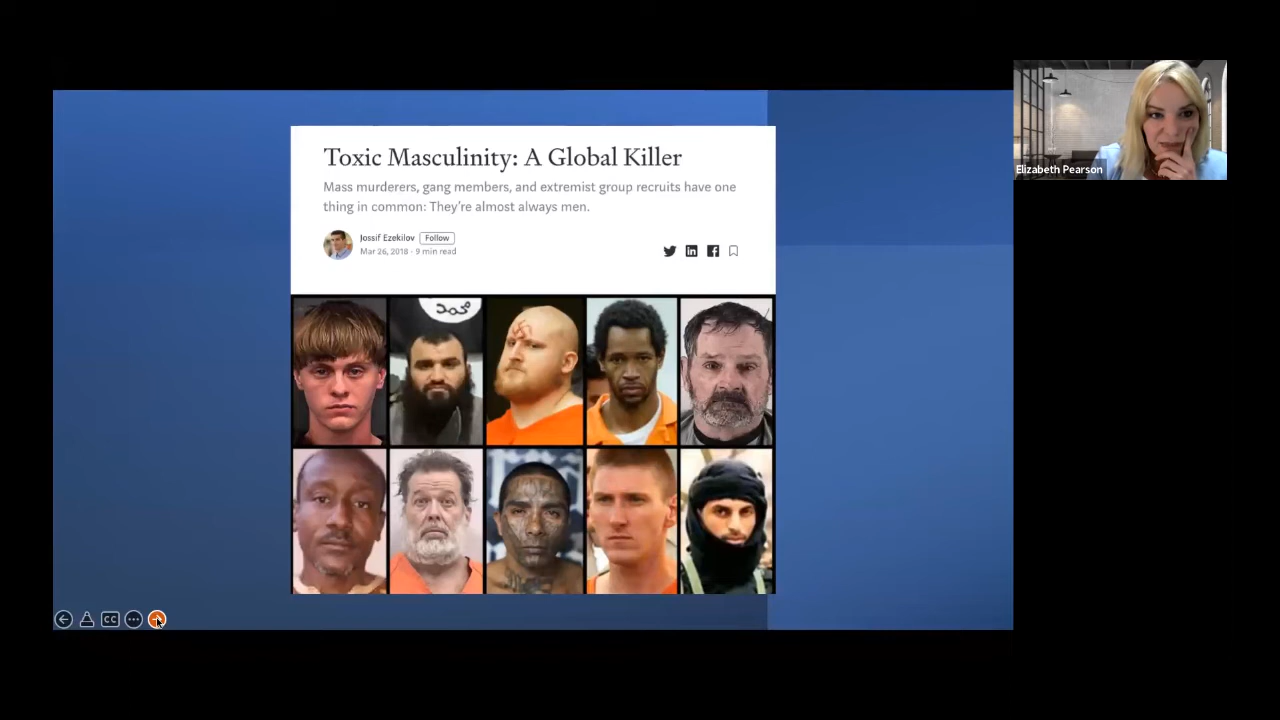 Toxic Masculinity: A Global Killer
Mass murderers, gang members, and extremist group recruits have one
thing in common: They're almost always men.
Jossif Ezekilov Follow
Mar 26, 2018 · 9 min read
CC
Elizabeth Pearson